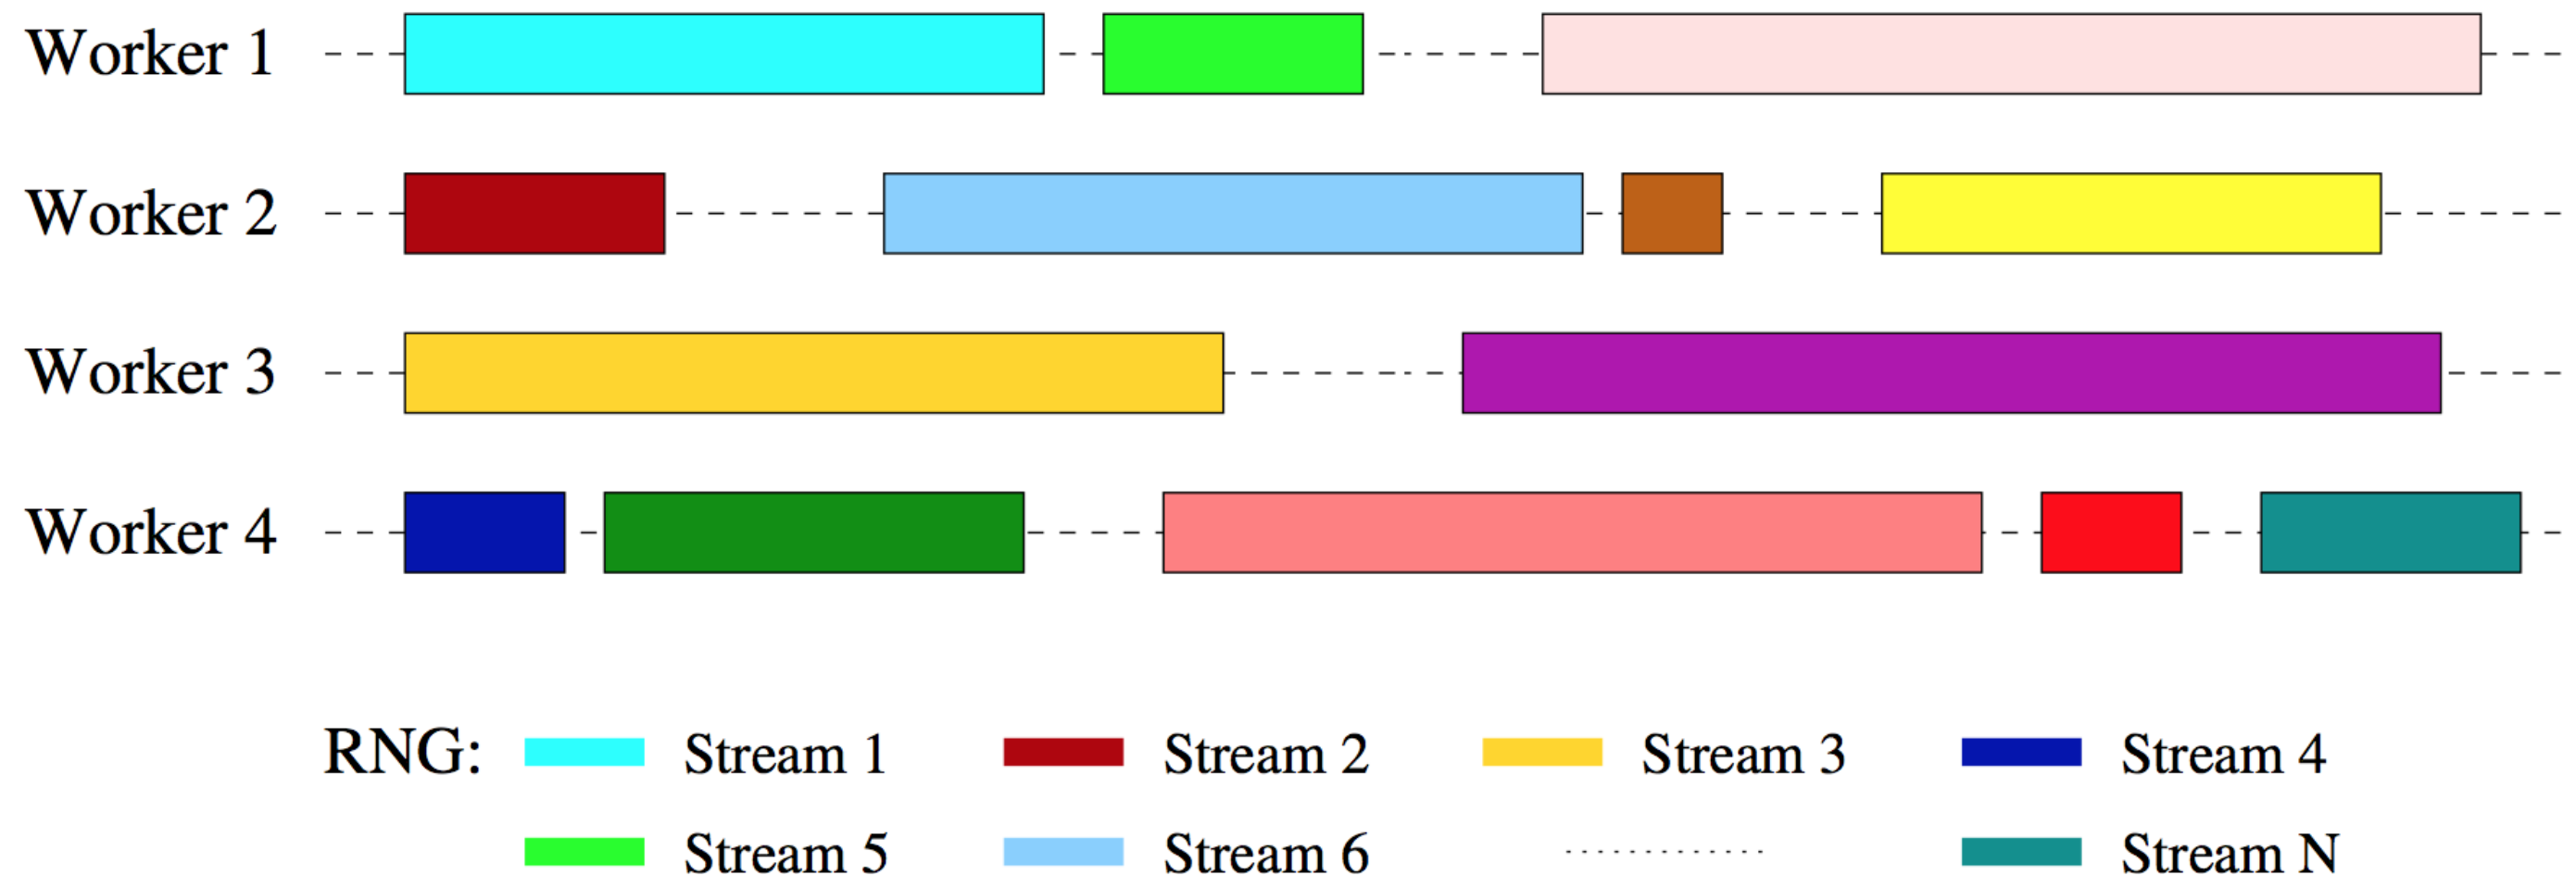 Worker 1
Worker 2
Worker 3
Worker 4
RNG: Stream 1 Stream 2 Stream 3 Stream 4
Stream 5 Stream 6 Stream N